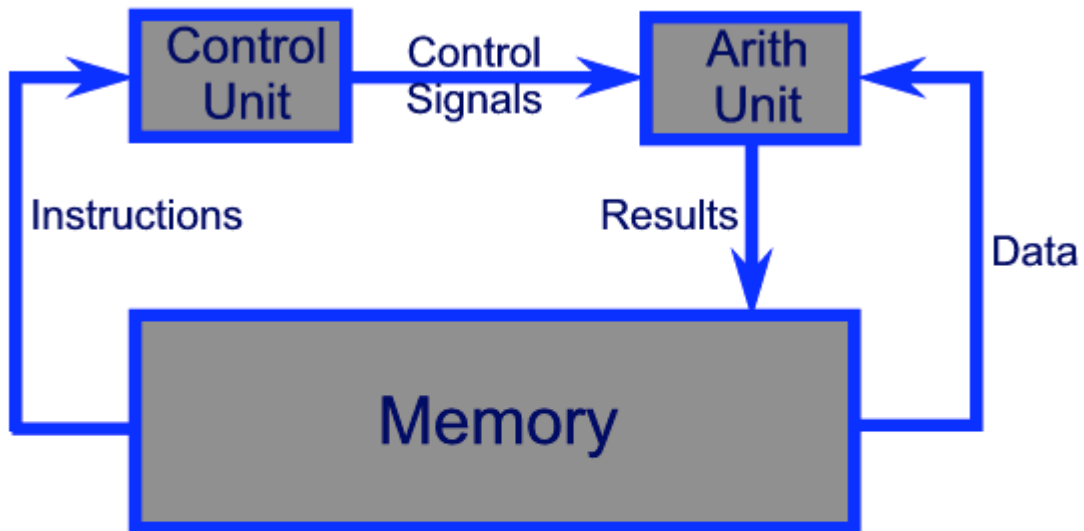 Control
Unit
Control
Signals
Arith
Unit
Instructions
Results
Data
Memory